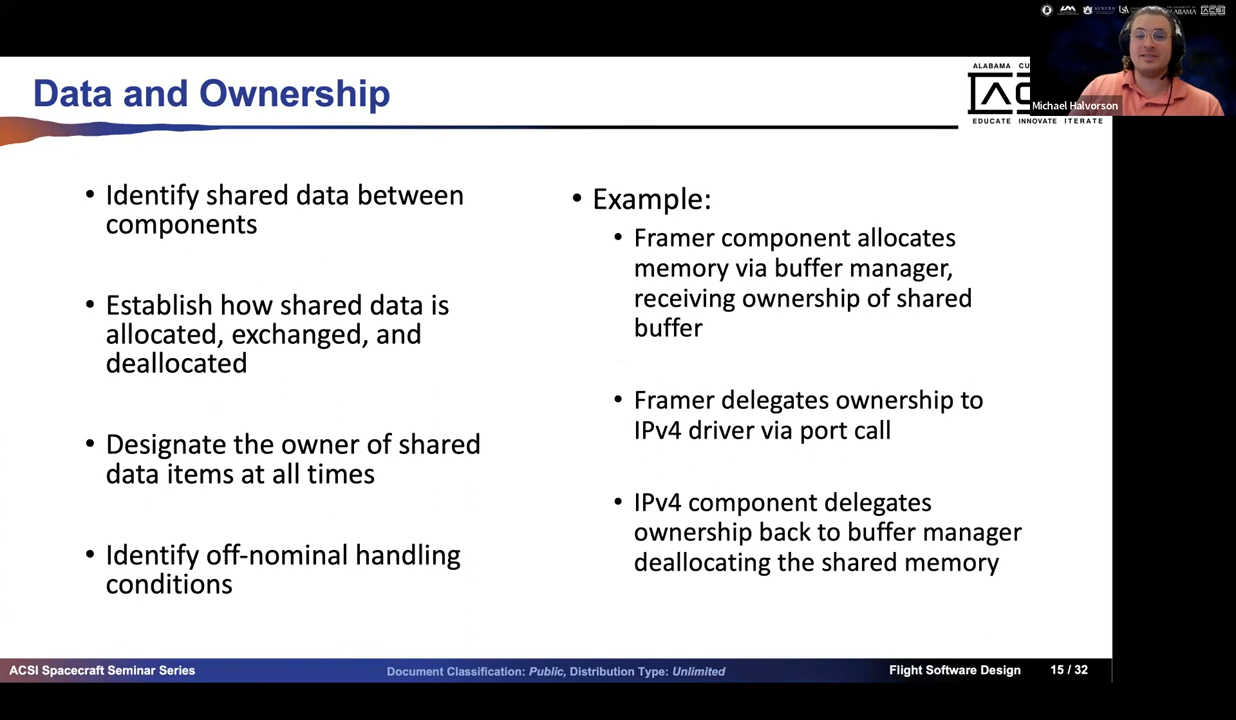 Data and Ownership
ALABAMA CU
EDUCATE INNOVATE ITERATE
Michael Halvorson
• Identify shared data between
components
• Establish how shared data is
allocated, exchanged, and
deallocated
• Designate the owner of shared
data items at all times
• Identify off-nominal handling
conditions
• Example:
• Framer component allocates
memory via buffer manager,
receiving ownership of shared
buffer
• Framer delegates ownership to
IPv4 driver via port call
• IPv4 component delegates
ownership back to buffer manager
deallocating the shared memory
ACSI Spacecraft Seminar Series
Document Classification: Public, Distribution Type: Unlimited
Flight Software Design
15 / 32